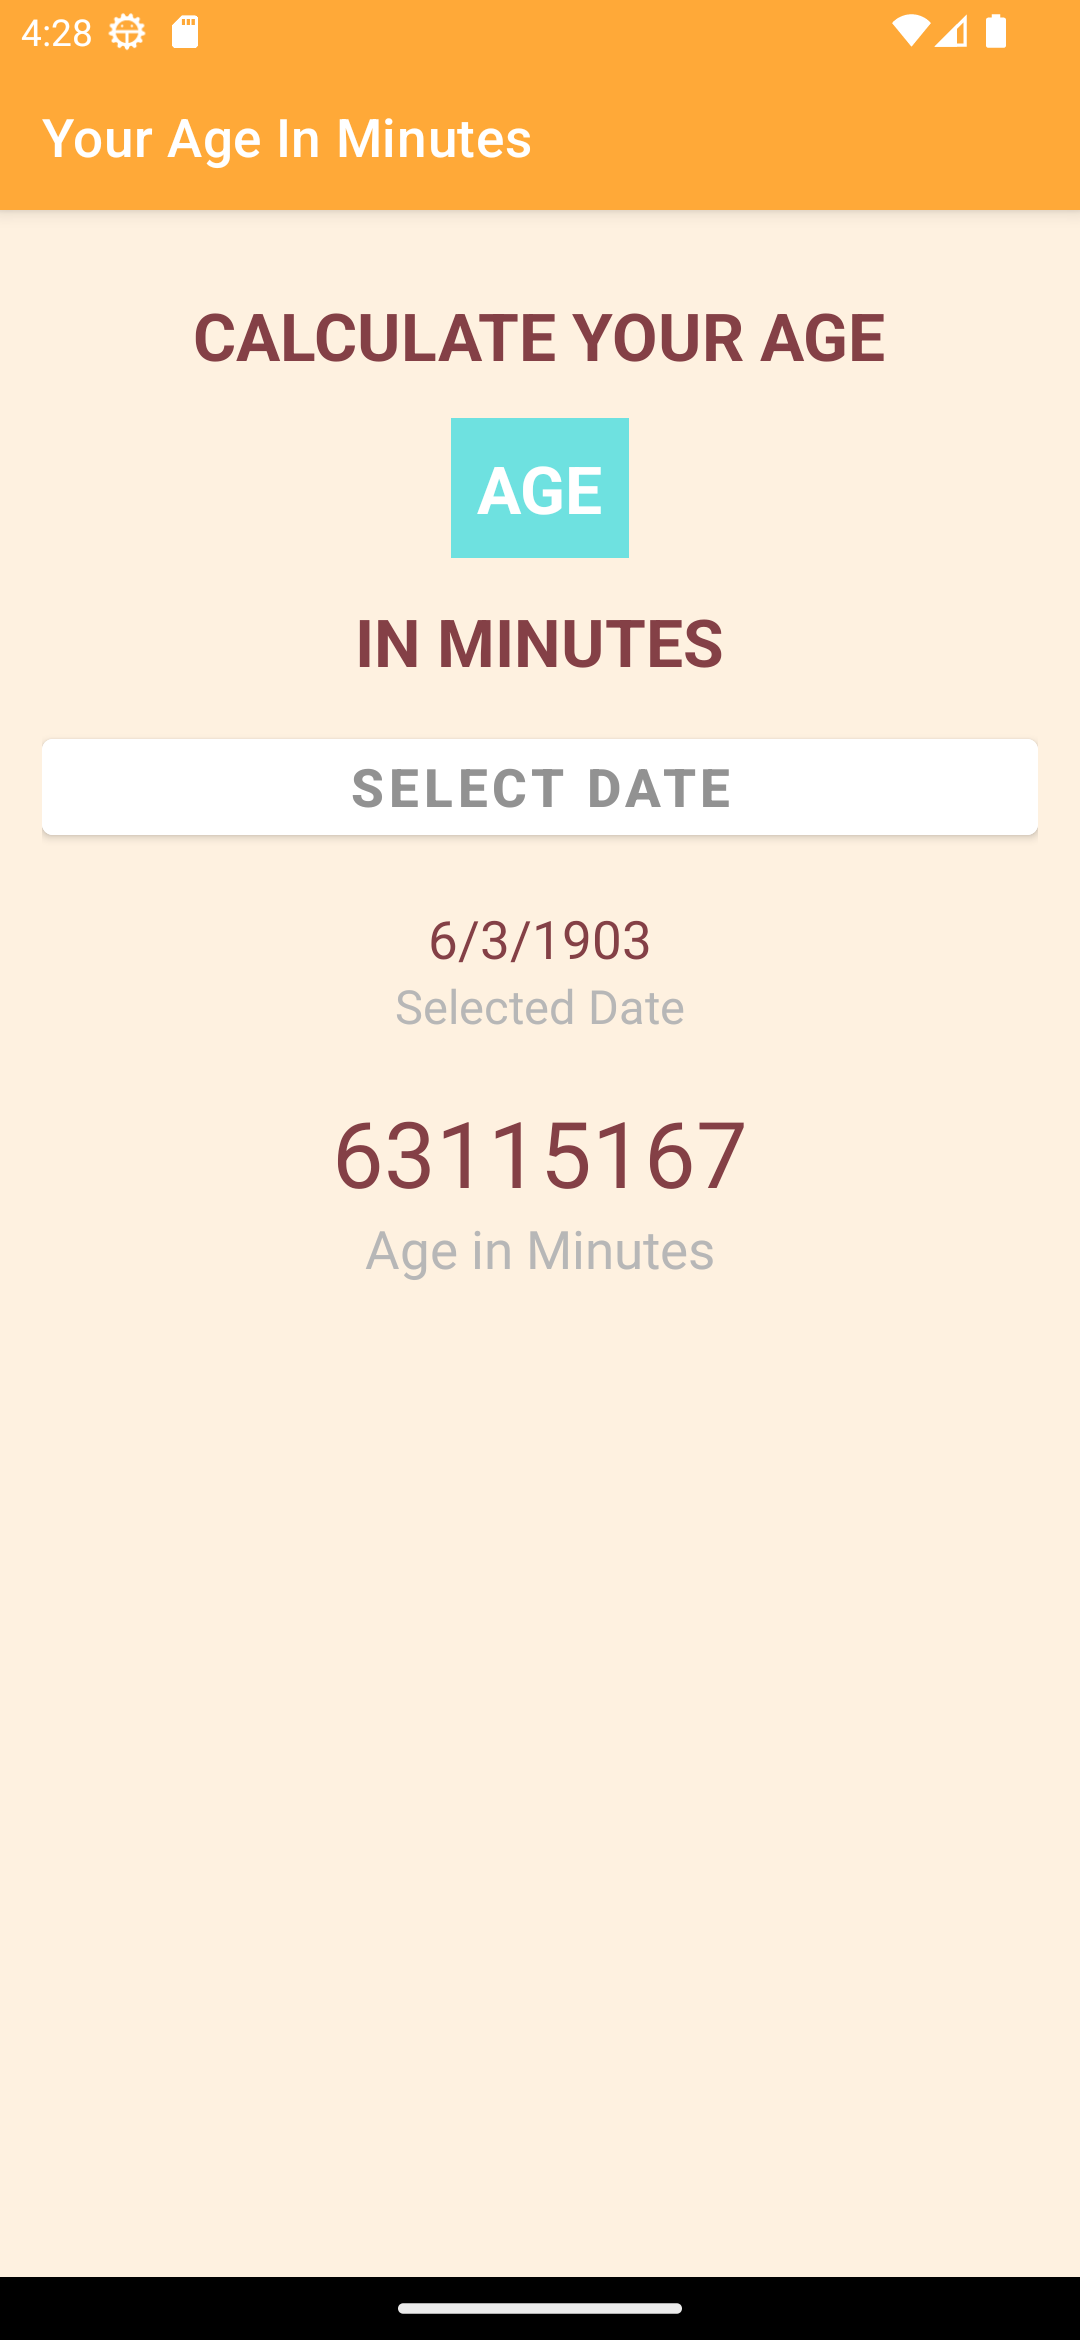 4:28
Your Age In Minutes
CALCULATE YOUR AGE
AGE
IN MINUTES
SELECT DATE
6/3/1903
Selected Date
63115167
Age in Minutes